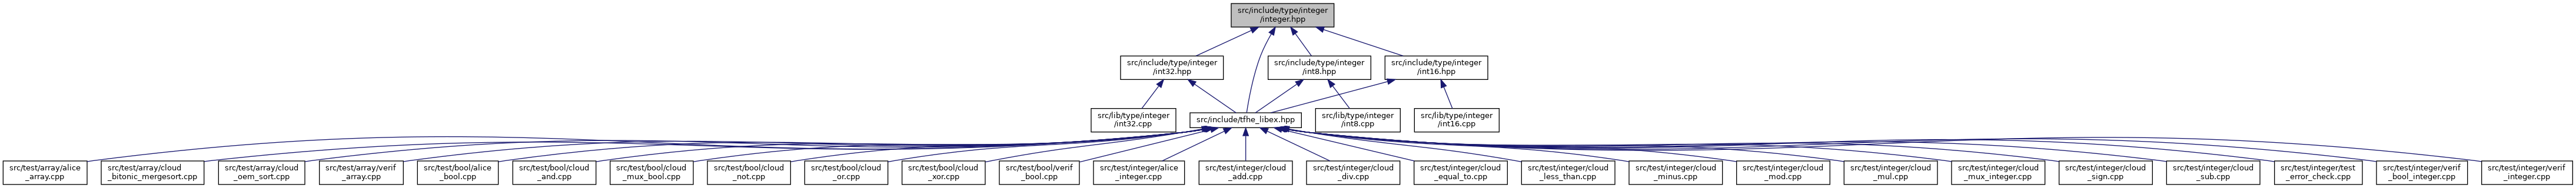 src/include/type/integer
/integer.hpp
src/include/type/integer
/int32.hpp
src/include/type/integer
/int8.hpp
src/include/type/integer
/int16.hpp
src/lib/type/integer
/int32.cpp
src/include/tfhe_libex.hpp
src/lib/type/integer
/int8.cpp
src/lib/type/integer
/int16.cpp
src/test/array/alice
_array.cpp
src/test/array/cloud
_bitonic_mergesort.cpp
src/test/array/cloud
_oem_sort.cpp
src/test/array/verif
_array.cpp
src/test/bool/alice
_bool.cpp
src/test/bool/cloud
_and.cpp
src/test/bool/cloud
_mux_bool.cpp
src/test/bool/cloud
_not.cpp
src/test/bool/cloud
_or.cpp
src/test/bool/cloud
_xor.cpp
src/test/bool/verif
_bool.cpp
src/test/integer/alice
_integer.cpp
src/test/integer/cloud
_add.cpp
src/test/integer/cloud
_div.cpp
src/test/integer/cloud
_equal_to.cpp
src/test/integer/cloud
_less_than.cpp
src/test/integer/cloud
_minus.cpp
src/test/integer/cloud
_mod.cpp
src/test/integer/cloud
_mul.cpp
src/test/integer/cloud
_mux_integer.cpp
src/test/integer/cloud
_sign.cpp
src/test/integer/cloud
_sub.cpp
src/test/integer/test
_error_check.cpp
src/test/integer/verif
_bool_integer.cpp
src/test/integer/verif
_integer.cpp